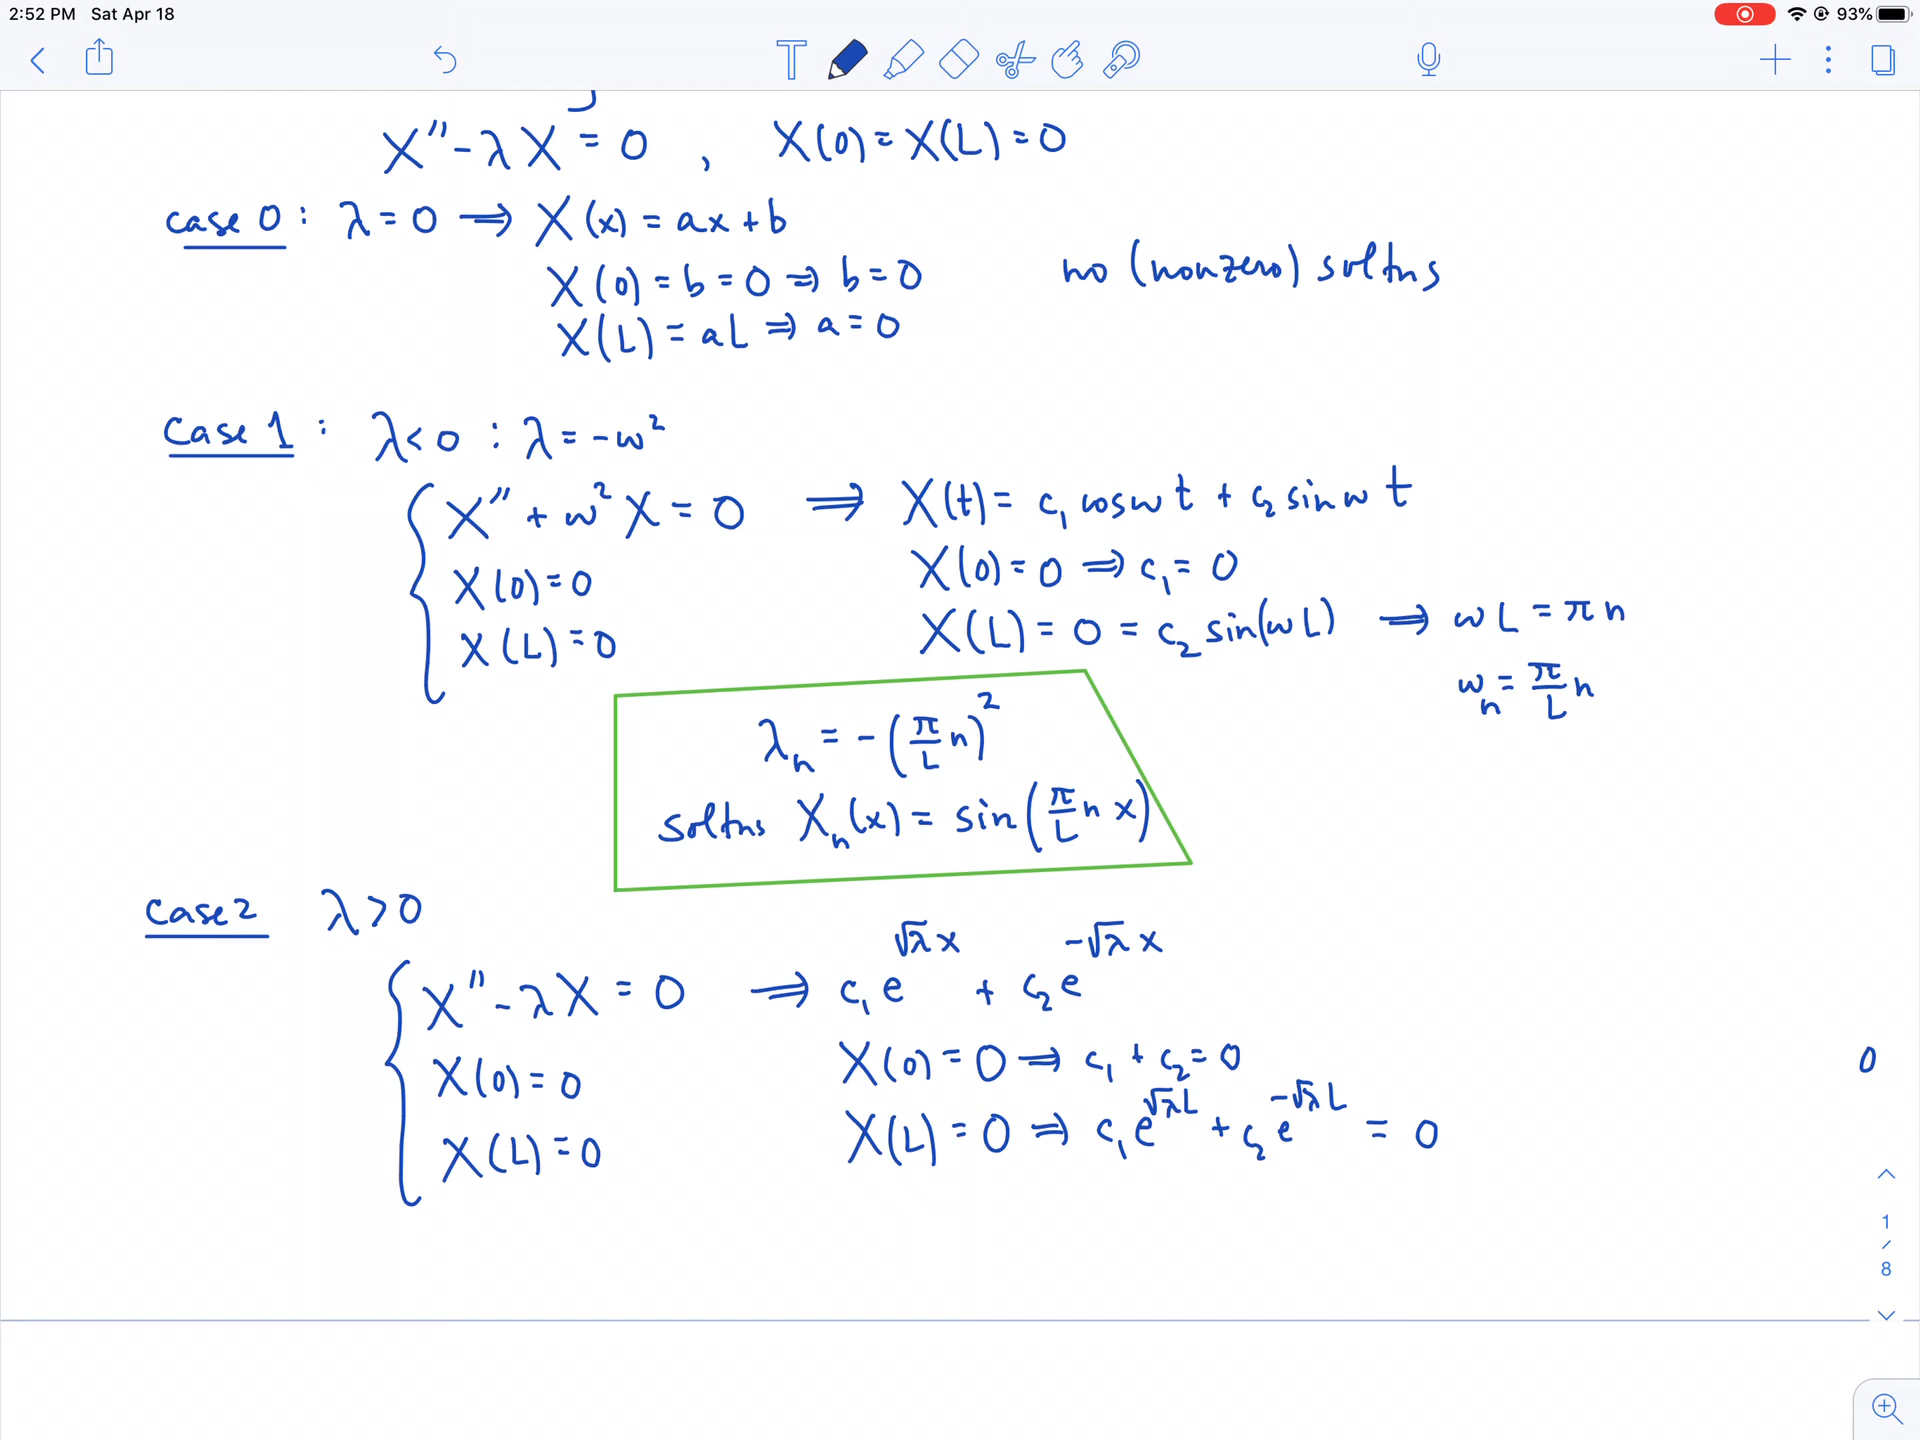 2:52 PM Sat Apr 18 93%
T
X'' - λX = 0 , X(0) = X(L) = 0
case 0 : λ = 0 ⟹ X(x) = ax + b
X(0) = b = 0 ⟹ b = 0 no (nonzero) soltns
X(L) = aL ⟹ a = 0
Case 1 : λ < 0 : λ = -w²
X'' + w²X = 0 ⟹ X(t) = c₁ cos w t + c₂ sin w t
X(0) = 0 X(0) = 0 ⟹ c₁ = 0
X(L) = 0 X(L) = 0 = c₂ sin(wL) ⟹ wL = πn
wₙ = π/L n
λₙ = -(π/L n)²
soltns Xₙ(x) = sin(π/L n x)
Case 2 λ > 0
X'' - λX = 0 ⟹ c₁ e^{√λ x} + c₂ e^{-√λ x}
X(0) = 0 X(0) = 0 ⟹ c₁ + c₂ = 0 0
X(L) = 0 X(L) = 0 ⟹ c₁ e^{√λ L} + c₂ e^{-√λ L} = 0
1
/
8